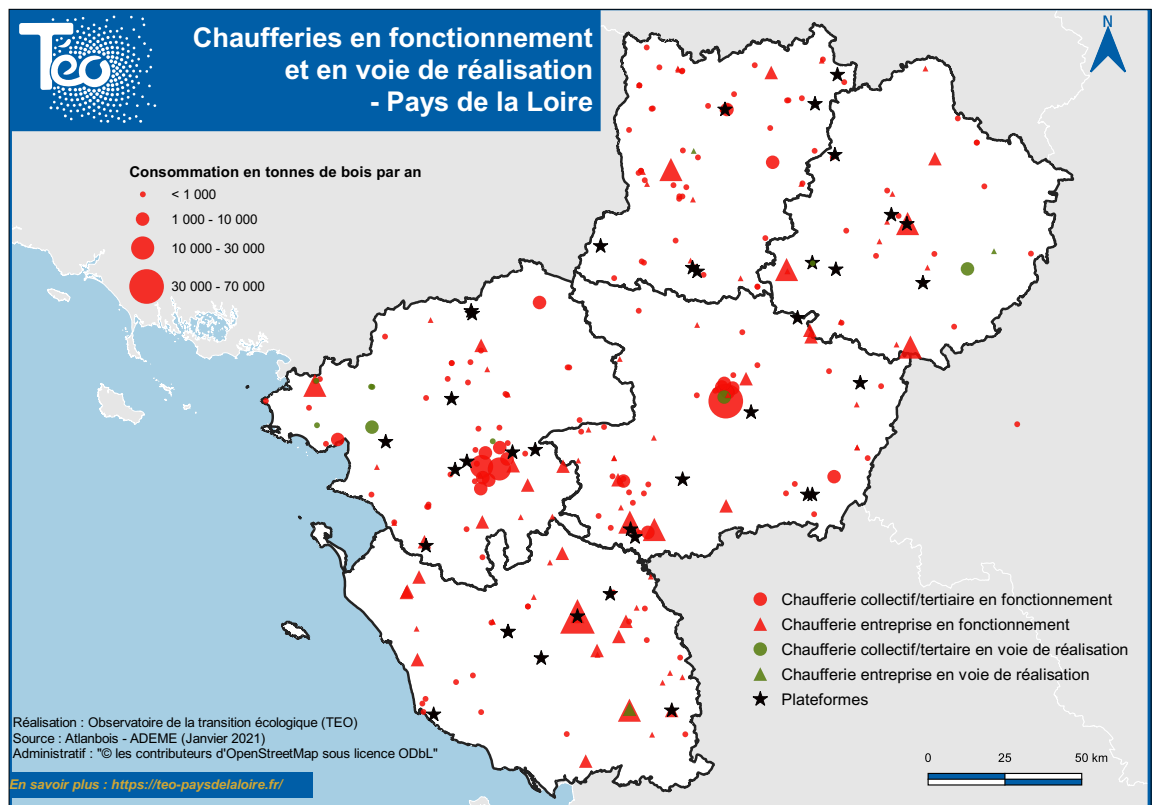 Téo
Chaufferies en fonctionnement
et en voie de réalisation
- Pays de la Loire
N
Consommation en tonnes de bois par an
< 1 000
1 000 - 10 000
10 000 - 30 000
30 000 - 70 000
Chaufferie collectif/tertiaire en fonctionnement
Chaufferie entreprise en fonctionnement
Chaufferie collectif/tertaire en voie de réalisation
Chaufferie entreprise en voie de réalisation
Plateformes
Réalisation : Observatoire de la transition écologique (TEO)
Source : Atlanbois - ADEME (Janvier 2021)
Administratif : "© les contributeurs d'OpenStreetMap sous licence ODbL"
En savoir plus : https://teo-paysdelaloire.fr/
0 25 50 km